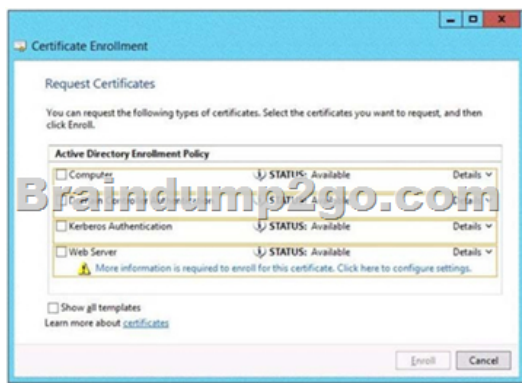 Certificate Enrollment
Request Certificates
You can request the following types of certificates. Select the certificates you want to request, and then
click Enroll.
Active Directory Enrollment Policy
Computer STATUS: Available Details
Braindump2go.com
STATUS: Available Details
Kerberos Authentication STATUS: Available Details
Web Server STATUS: Available Details
More information is required to enroll for this certificate. Click here to configure settings.
Show all templates
Learn more about certificates
Enroll Cancel